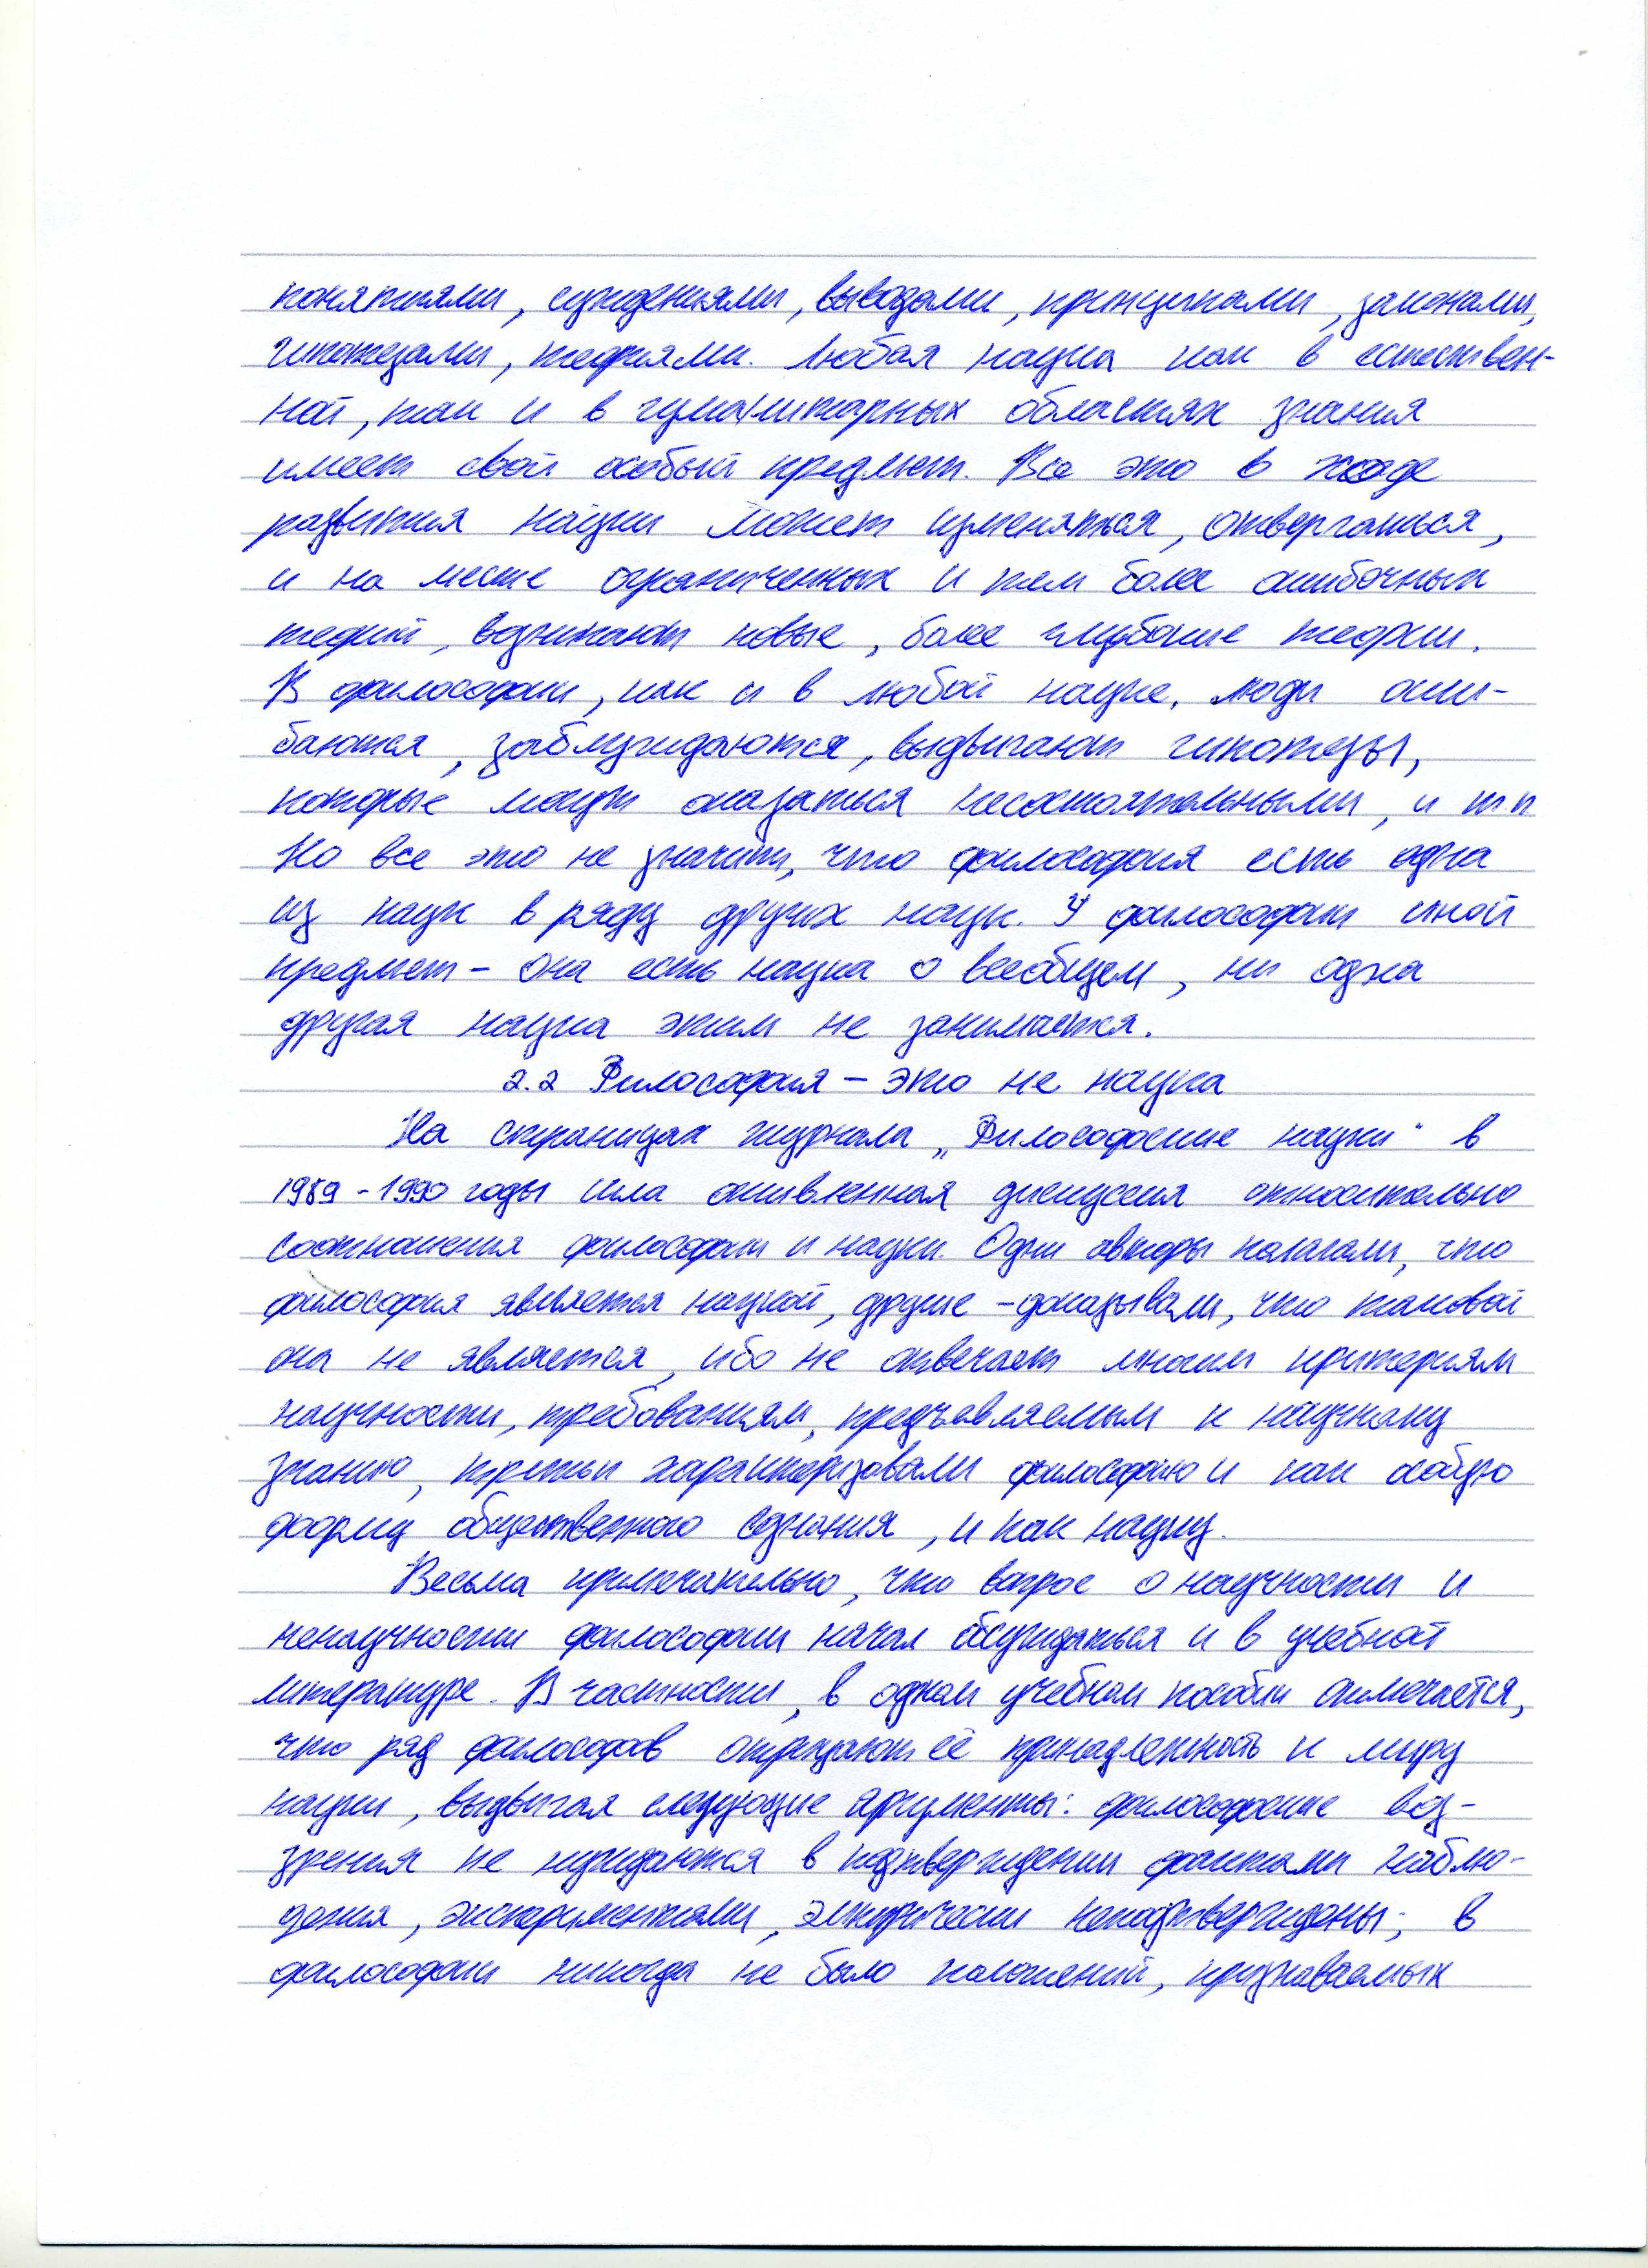 понятиями, суждениями, выводами, принципами, законами,
гипотезами, теориями. Любая наука как в естествен-
ной, так и в гуманитарных областях знания
имеет свой особый предмет. Все это в ходе
развития науки может изменяться, отвергаться,
и на месте ограниченных и тем более ошибочных
теорий, возникают новые, более глубокие теории.
В философии, как и в любой науке, люди оши-
баются, заблуждаются, выдвигают гипотезы,
которые могут оказаться несостоятельными, и т п
Но все это не значит, что философия есть одна
из наук в ряду других наук. У философии иной
предмет - она есть наука о всеобщем, ни одна
другая наука этим не занимается.
2.2 Философия – это не наука
На страницах журнала „Философские науки“ в
1989 - 1990 годы шла оживленная дискуссия относительно
соотношения философии и науки. Одни авторы полагали, что
философия является наукой, другие - доказывали, что таковой
она не является, ибо не отвечает многим критериям
научности, требованиям, предъявляемым к научному
знанию, третьи характеризовали философию и как особую
форму общественного сознания, и как науку.
Весьма примечательно, что вопрос о научности и
ненаучности философии начал обсуждаться и в учебной
литературе. В частности, в одном учебном пособии отмечается,
что ряд философов отрицают её принадлежность к миру
науки, выдвигая следующие аргументы: философские воз-
зрения не нуждаются в подтверждении фактами наблю-
дения, экспериментами, эмпирически неподтверждены; в
философии никогда не было положений, признаваемых